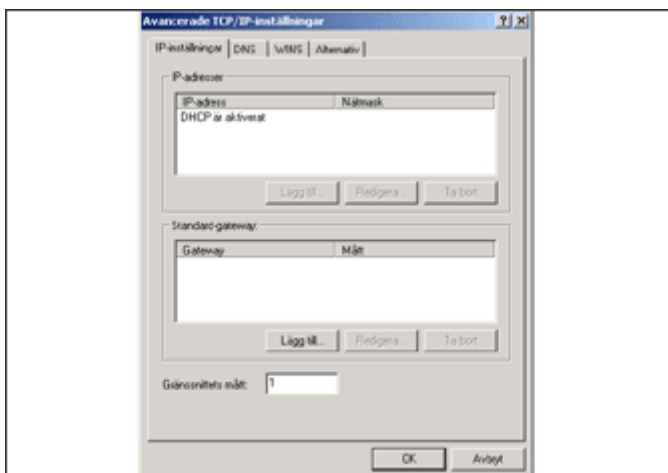 Avancerade TCP/IP-inställningar
IP-inställningar DNS WINS Alternativ
IP-adresser
IP-adress Nätmask
DHCP är aktiverat
Lägg till... Redigera... Ta bort
Standard-gateway:
Gateway Mått
Lägg till... Redigera... Ta bort
Gränssnittets mått: 1
OK Avbryt